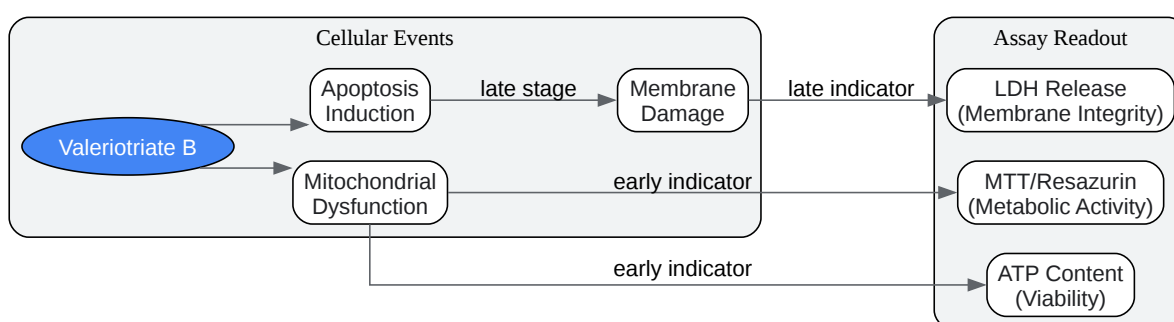 Cellular Events
Assay Readout
Valeriotriate B
Apoptosis
Induction
late stage
Membrane
Damage
late indicator
LDH Release
(Membrane Integrity)
Mitochondrial
Dysfunction
early indicator
MTT/Resazurin
(Metabolic Activity)
early indicator
ATP Content
(Viability)